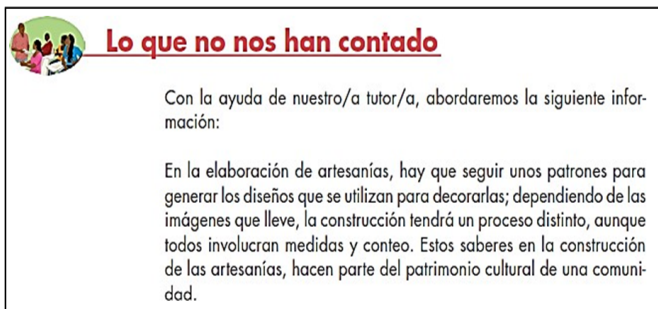 Lo que no nos han contado
Con la ayuda de nuestro/a tutor/a, abordaremos la siguiente infor-
mación:
En la elaboración de artesanías, hay que seguir unos patrones para
generar los diseños que se utilizan para decorarlas; dependiendo de las
imágenes que lleve, la construcción tendrá un proceso distinto, aunque
todos involucran medidas y conteo. Estos saberes en la construcción
de las artesanías, hacen parte del patrimonio cultural de una comuni-
dad.